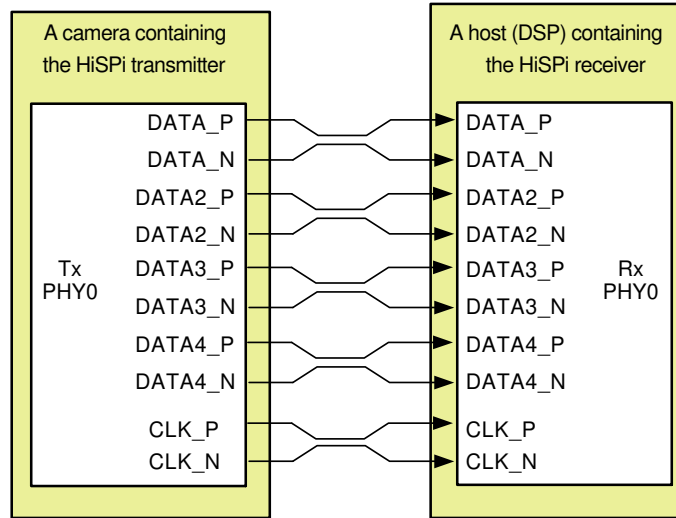 A camera containing
the HiSPi transmitter
DATA_P
DATA_N
DATA2_P
DATA2_N
DATA3_P
DATA3_N
DATA4_P
DATA4_N
CLK_P
CLK_N
Tx
PHY0
A host (DSP) containing
the HiSPi receiver
DATA_P
DATA_N
DATA2_P
DATA2_N
DATA3_P
DATA3_N
DATA4_P
DATA4_N
CLK_P
CLK_N
Rx
PHY0